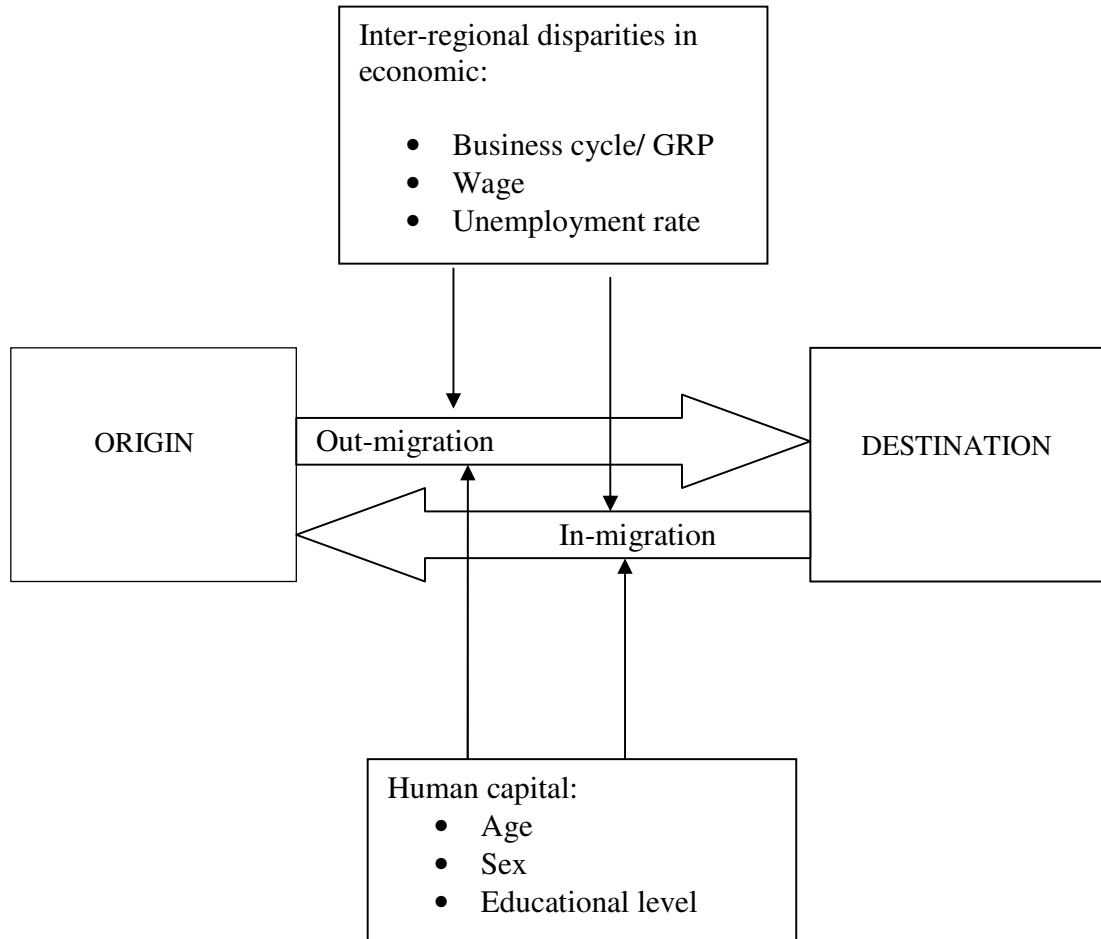 Inter-regional disparities in
economic:
• Business cycle/ GRP
• Wage
• Unemployment rate
ORIGIN
Out-migration
DESTINATION
In-migration
Human capital:
• Age
• Sex
• Educational level